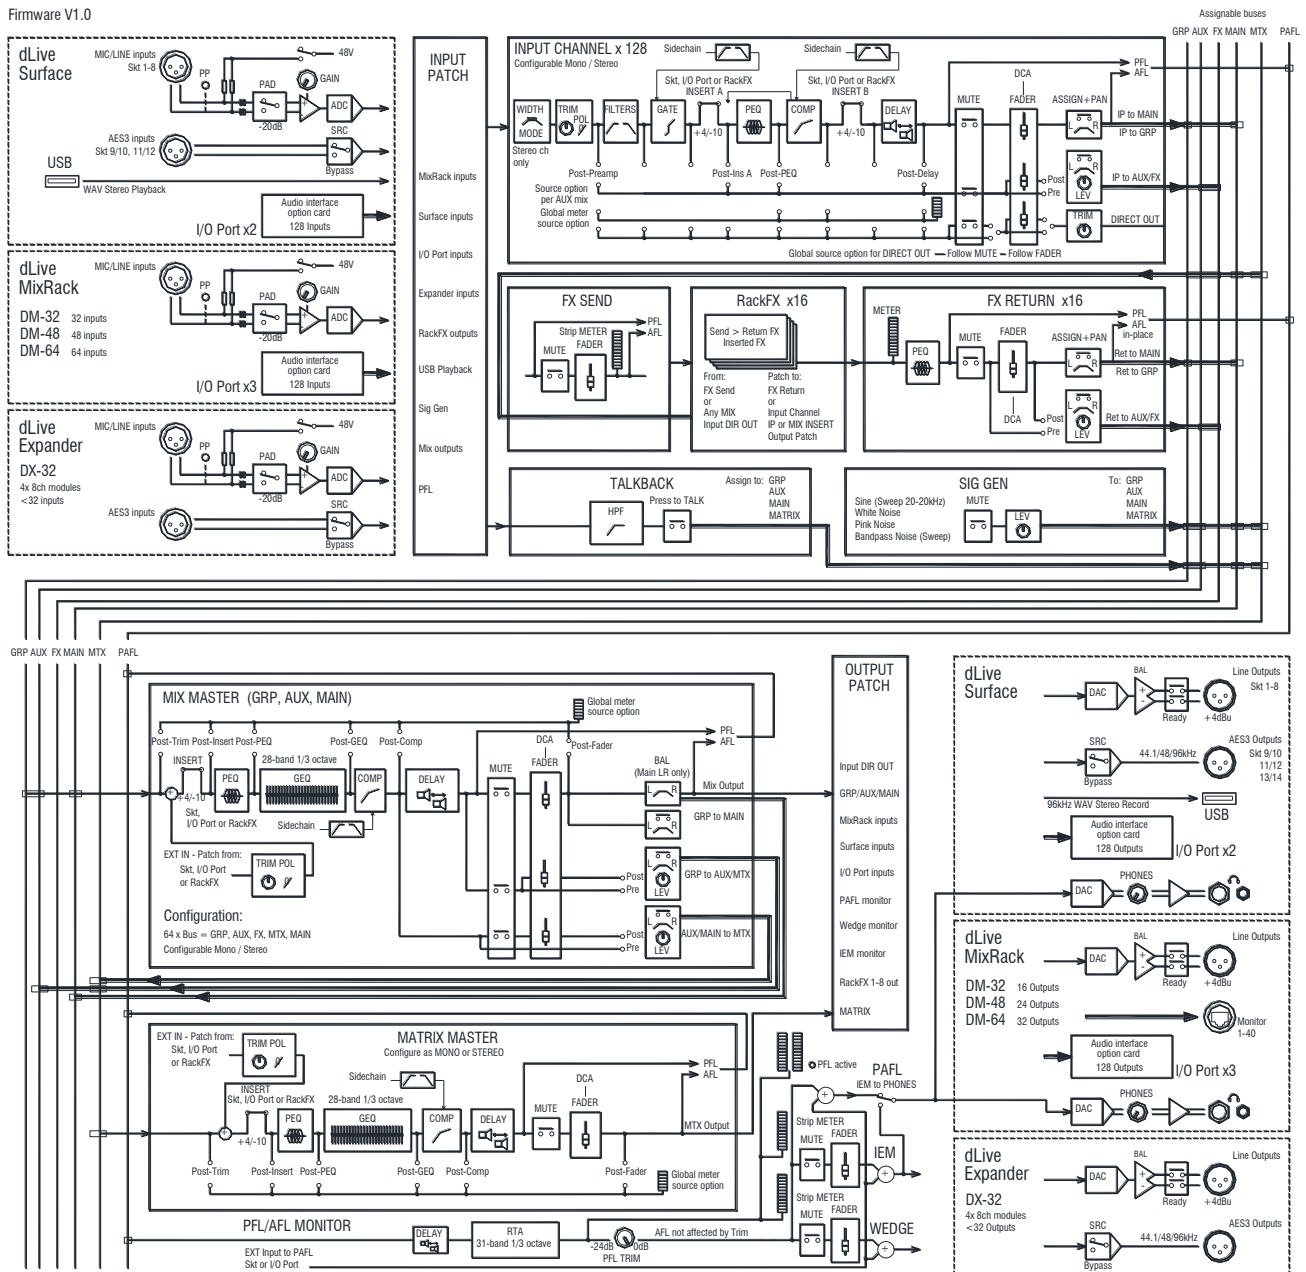 Firmware V1.0
Assignable buses
GRP AUX FX MAIN MTX PAFL
dLive
Surface
MIC/LINE inputs
Skt 1-8
PP
48V
GAIN
PAD
-20dB
ADC
AES3 inputs
Skt 9/10, 11/12
SRC
Bypass
USB
WAV Stereo Playback
Audio interface
option card
128 Inputs
I/O Port x2
dLive
MixRack
MIC/LINE inputs
DM-32 32 inputs
DM-48 48 inputs
DM-64 64 inputs
PP
48V
GAIN
PAD
-20dB
ADC
Audio interface
option card
128 Inputs
I/O Port x3
dLive
Expander
MIC/LINE inputs
DX-32
4x 8ch modules
<32 inputs
PP
48V
GAIN
PAD
-20dB
ADC
AES3 inputs
SRC
Bypass
INPUT
PATCH
MixRack inputs
Surface inputs
I/O Port inputs
Expander inputs
RackFX outputs
USB Playback
Sig Gen
Mix outputs
PFL
INPUT CHANNEL x 128
Configurable Mono / Stereo
Sidechain
Sidechain
Skt, I/O Port or RackFX
INSERT A
Skt, I/O Port or RackFX
INSERT B
WIDTH
MODE
Stereo ch
only
TRIM
POL
FILTERS
GATE
+4/-10
PEQ
COMP
+4/-10
DELAY
MUTE
DCA
FADER
ASSIGN+PAN
PFL
AFL
L R
IP to MAIN
IP to GRP
Post-Preamp
Post-Ins A
Post-PEQ
Post-Delay
Source option
per AUX mix
Global meter
source option
Post
Pre
L R
LEV
IP to AUX/FX
TRIM
DIRECT OUT
Global source option for DIRECT OUT — Follow MUTE — Follow FADER
FX SEND
PFL
AFL
Strip METER
MUTE
FADER
RackFX x16
Send > Return FX
Inserted FX
From:
FX Send
or
Any MIX
Input DIR OUT
Patch to:
FX Return
or
Input Channel
IP or MIX INSERT
Output Patch
FX RETURN x16
METER
PEQ
MUTE
FADER
DCA
ASSIGN+PAN
PFL
AFL
in-place
L R
Ret to MAIN
Ret to GRP
Post
Pre
L R
LEV
Ret to AUX/FX
TALKBACK
HPF
Press to TALK
Assign to: GRP
AUX
MAIN
MATRIX
SIG GEN
Sine (Sweep 20-20kHz)
White Noise
Pink Noise
Bandpass Noise (Sweep)
MUTE
LEV
To: GRP
AUX
MAIN
MATRIX
GRP AUX FX MAIN MTX PAFL
MIX MASTER (GRP, AUX, MAIN)
Global meter
source option
Post-Trim
Post-Insert
Post-PEQ
Post-GEQ
Post-Comp
Post-Fader
INSERT
+4/-10
Skt,
I/O Port or RackFX
PEQ
28-band 1/3 octave
GEQ
COMP
Sidechain
DELAY
MUTE
DCA
FADER
PFL
AFL
BAL
(Main LR only)
L R
Mix Output
L R
GRP to MAIN
Post
Pre
L R
LEV
GRP to AUX/MTX
Post
Pre
L R
LEV
AUX/MAIN to MTX
EXT IN - Patch from:
Skt, I/O Port
or RackFX
TRIM POL
Configuration:
64 x Bus = GRP, AUX, FX, MTX, MAIN
Configurable Mono / Stereo
OUTPUT
PATCH
Input DIR OUT
GRP/AUX/MAIN
MixRack inputs
Surface inputs
I/O Port inputs
PAFL monitor
Wedge monitor
IEM monitor
RackFX 1-8 out
MATRIX
dLive
Surface
DAC
BAL
Ready
+4dBu
Line Outputs
Skt 1-8
SRC
Bypass
44.1/48/96kHz
AES3 Outputs
Skt 9/10
11/12
13/14
96kHz WAV Stereo Record
USB
Audio interface
option card
128 Outputs
I/O Port x2
DAC
PHONES
dLive
MixRack
DAC
BAL
Ready
+4dBu
Line Outputs
DM-32 16 Outputs
DM-48 24 Outputs
DM-64 32 Outputs
Monitor
1-40
Audio interface
option card
128 Outputs
I/O Port x3
DAC
PHONES
dLive
Expander
DX-32
4x 8ch modules
<32 Outputs
DAC
BAL
Ready
+4dBu
Line Outputs
SRC
Bypass
44.1/48/96kHz
AES3 Outputs
EXT IN - Patch from:
Skt, I/O Port
or RackFX
TRIM POL
MATRIX MASTER
Configure as MONO or STEREO
Sidechain
INSERT
Skt, I/O Port or RackFX
+4/-10
PEQ
28-band 1/3 octave
GEQ
COMP
DELAY
MUTE
DCA
FADER
PFL
AFL
MTX Output
Post-Trim
Post-Insert
Post-PEQ
Post-GEQ
Post-Comp
Post-Fader
Global meter
source option
PFL active
PAFL
IEM to PHONES
Strip METER
MUTE
FADER
IEM
Strip METER
MUTE
FADER
WEDGE
PFL/AFL MONITOR
DELAY
RTA
31-band 1/3 octave
-24dB
0dB
PFL TRIM
AFL not affected by Trim
EXT Input to PAFL
Skt or I/O Port